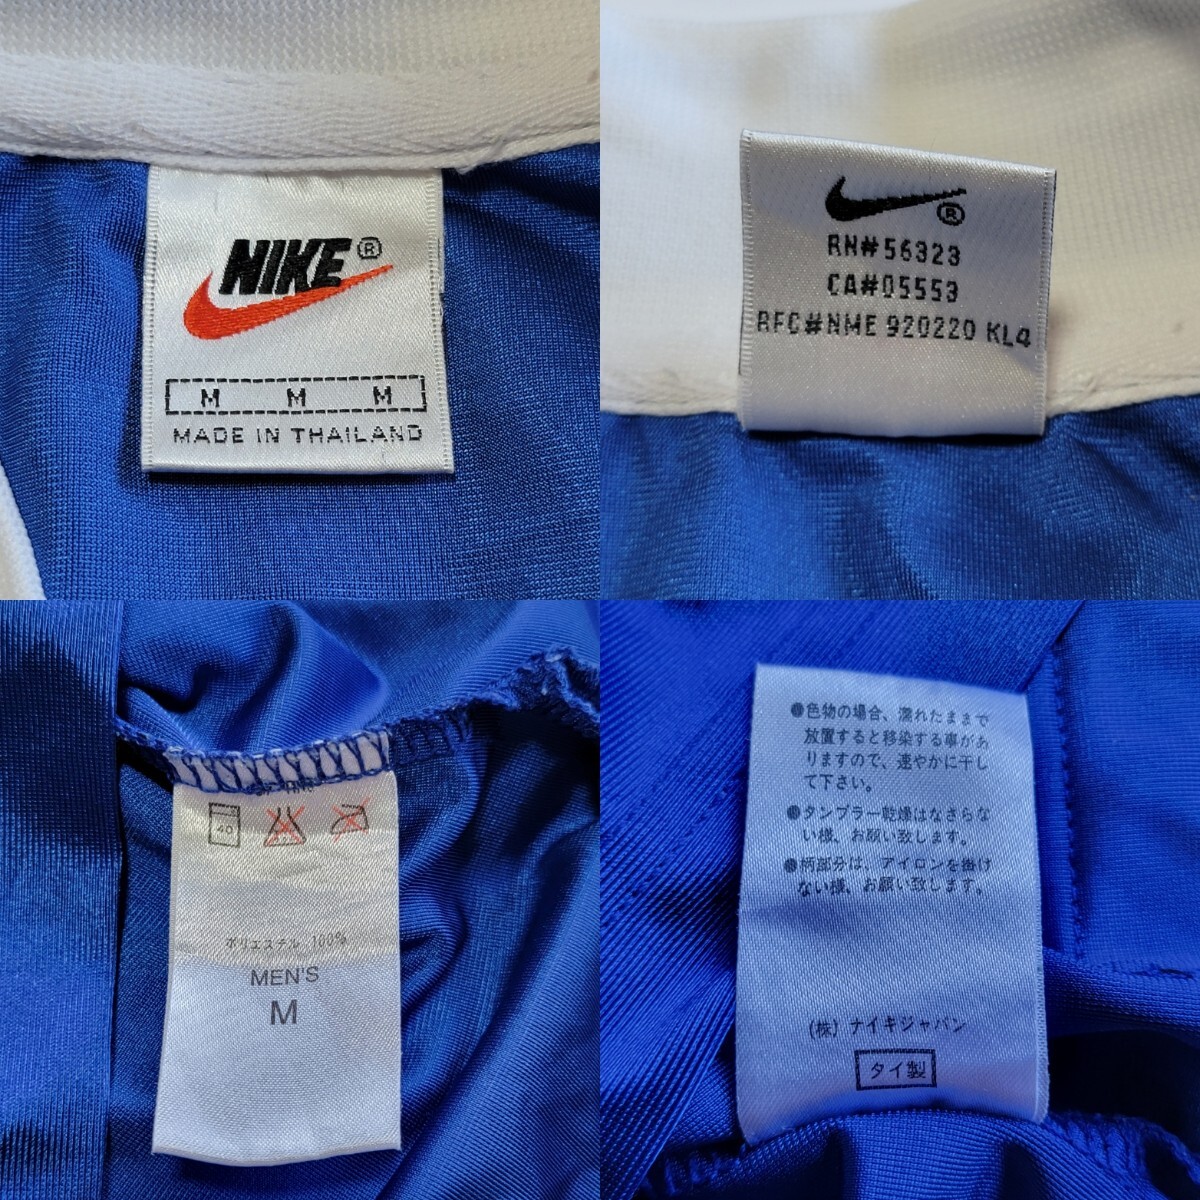 NIKE®
M M M
MADE IN THAILAND
®
RN#56323
CA#05553
RFC#NME 920220 KL4
40
ポリエステル 100%
MEN'S
M
●色物の場合、濡れたままで
放置すると移染する事があ
りますので、速やかに干し
て下さい。
●タンブラー乾燥はなさらな
い様、お願い致します。
●柄部分は、アイロンを掛け
ない様、お願い致します。
(株) ナイキジャパン
タイ製